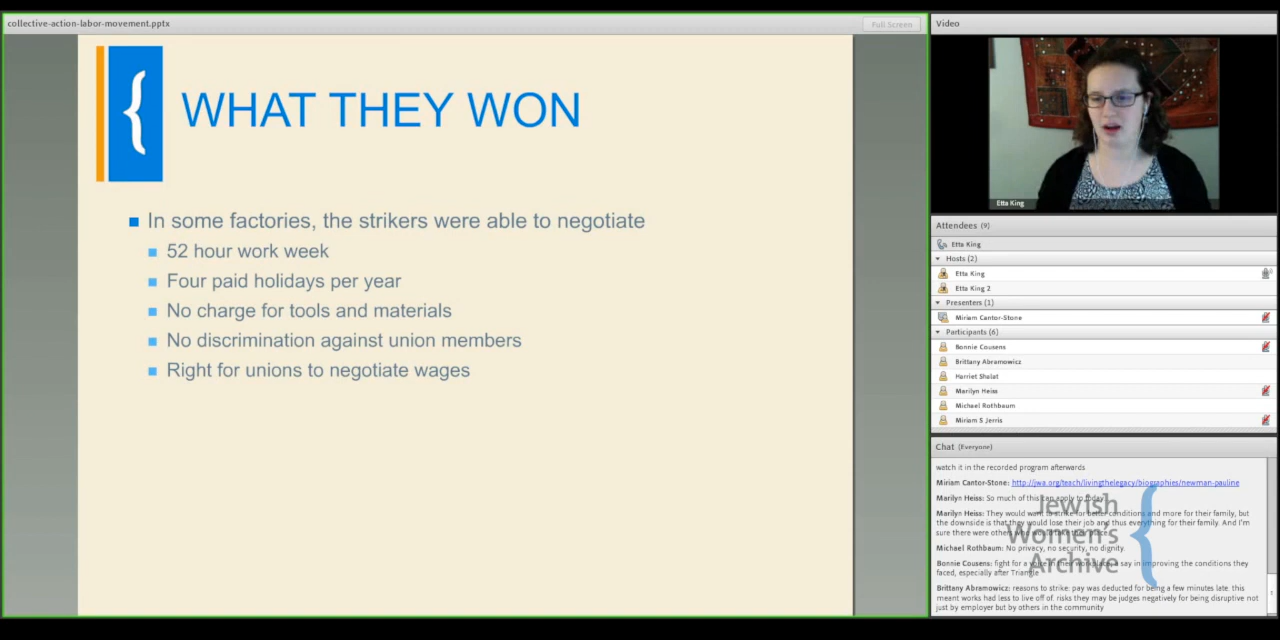 collective-action-labor-movement.pptx
Full Screen
{
WHAT THEY WON
In some factories, the strikers were able to negotiate
52 hour work week
Four paid holidays per year
No charge for tools and materials
No discrimination against union members
Right for unions to negotiate wages
Video
Etta King
Attendees (9)
Etta King
Hosts (2)
Etta King
Etta King 2
Presenters (1)
Miriam Cantor-Stone
Participants (6)
Bonnie Cousens
Brittany Abramowicz
Harriet Shalat
Marilyn Heiss
Michael Rothbaum
Miriam S Jerris
Chat (Everyone)
watch it in the recorded program afterwards
Miriam Cantor-Stone: http://jwa.org/teach/livingthelegacy/biographies/newman-pauline
Marilyn Heiss: So much of this can apply to today!
Marilyn Heiss: They would want to strike for better conditions and more for their family, but
the downside is that they would lose their job and thus everything for their family. And I'm
sure there were others who would take their place.
Michael Rothbaum: No privacy, no security, no dignity.
Bonnie Cousens: fight for a voice in their workplace, a say in improving the conditions they
faced, especially after Triangle
Brittany Abramowicz: reasons to strike: pay was deducted for being a few minutes late. this
meant works had less to live off of. risks they may be judges negatively for being disruptive not
just by employer but by others in the community
Jewish
Women's
Archive
{